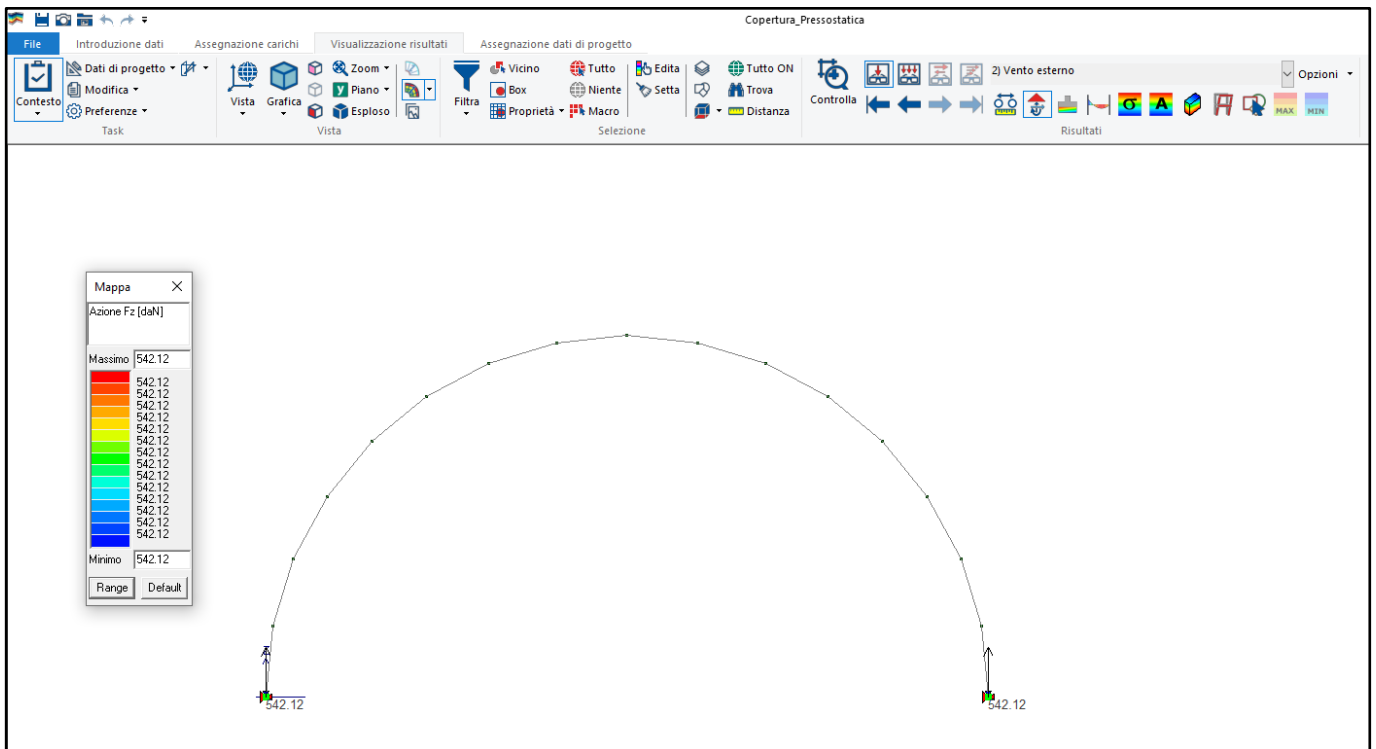 Copertura_Pressostatica
File Introduzione dati Assegnazione carichi Visualizzazione risultati Assegnazione dati di progetto
Dati di progetto Zoom Vicino Tutto Edita Tutto ON 2) Vento esterno Opzioni
Contesto Modifica Vista Grafica y Piano Filtra Box Niente Setta Trova Controlla σ A MAX MIN
Preferenze Esploso Proprietà Macro Distanza
Task Vista Selezione Risultati
Mappa
Azione Fz [daN]
Massimo 542.12
542.12
542.12
542.12
542.12
542.12
542.12
542.12
542.12
542.12
542.12
542.12
542.12
542.12
542.12
Minimo 542.12
Range Default
542.12 542.12